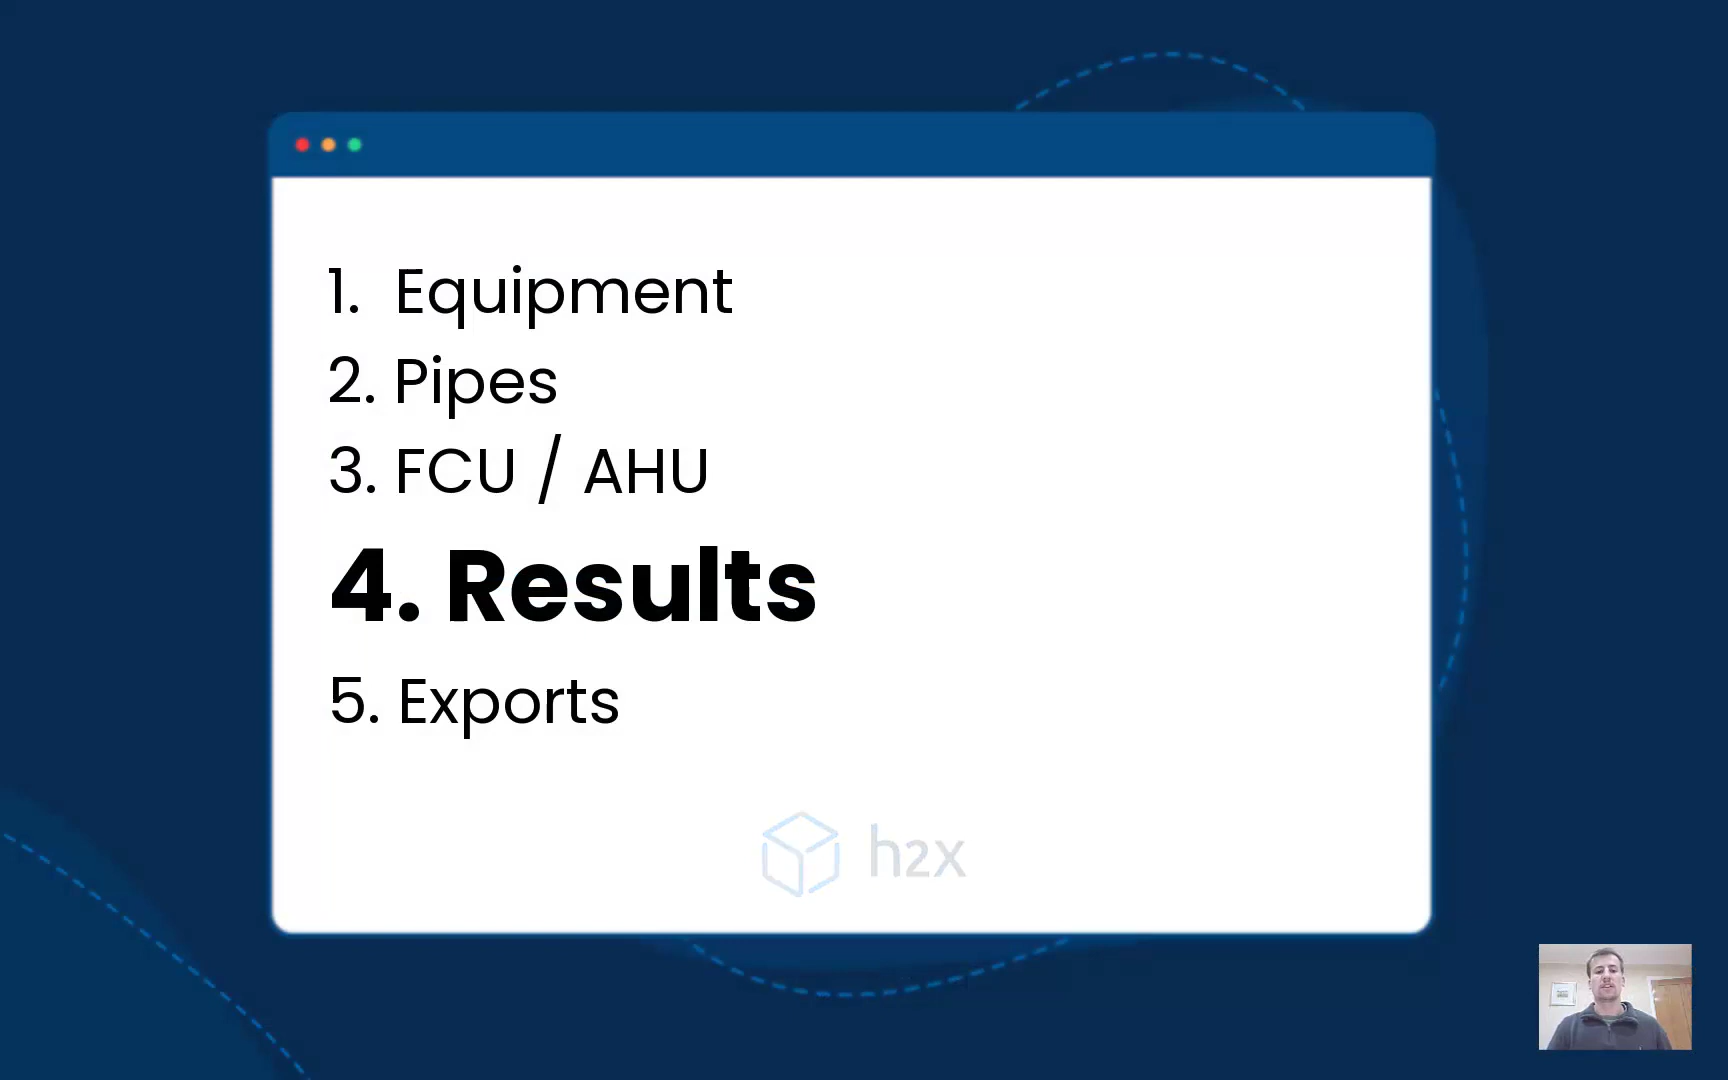 1. Equipment
2. Pipes
3. FCU / AHU
4. Results
5. Exports
h2x